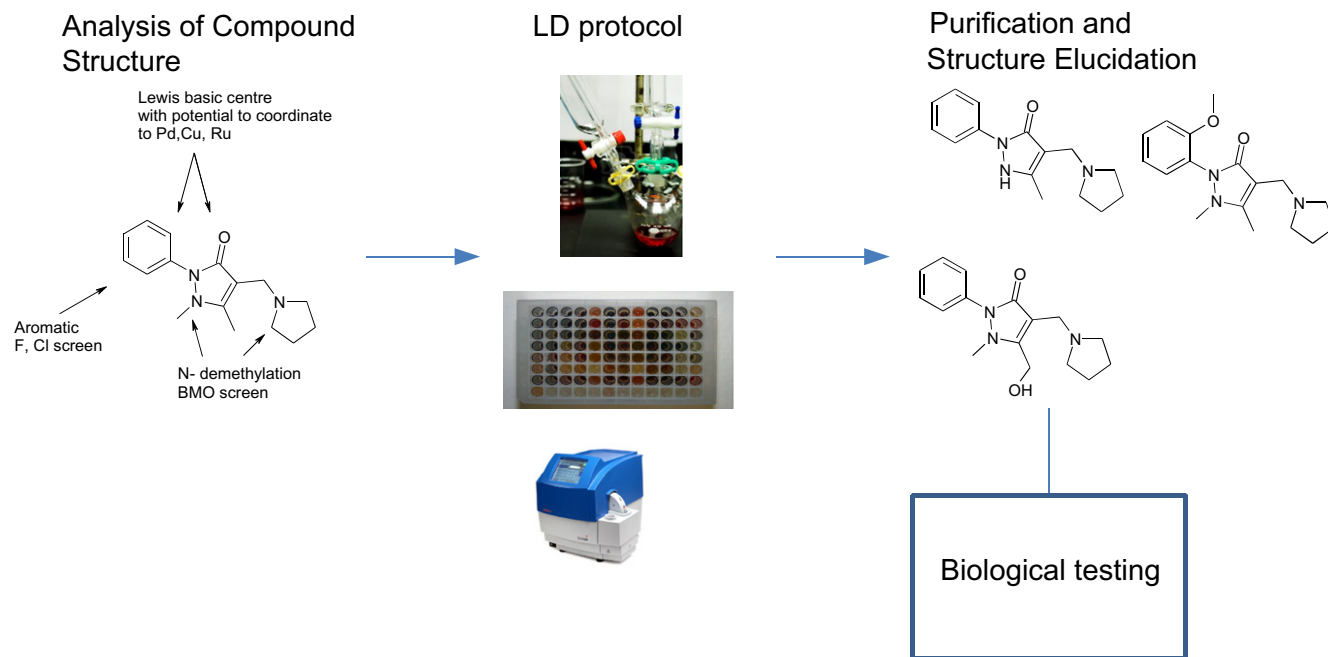 Analysis of Compound
Structure
Lewis basic centre
with potential to coordinate
to Pd,Cu, Ru
O
N
N
N
Aromatic
F, Cl screen
N- demethylation
BMO screen
LD protocol
Purification and
Structure Elucidation
O
N
N
H
N
O
O
N
N
N
O
N
N
N
OH
Biological testing